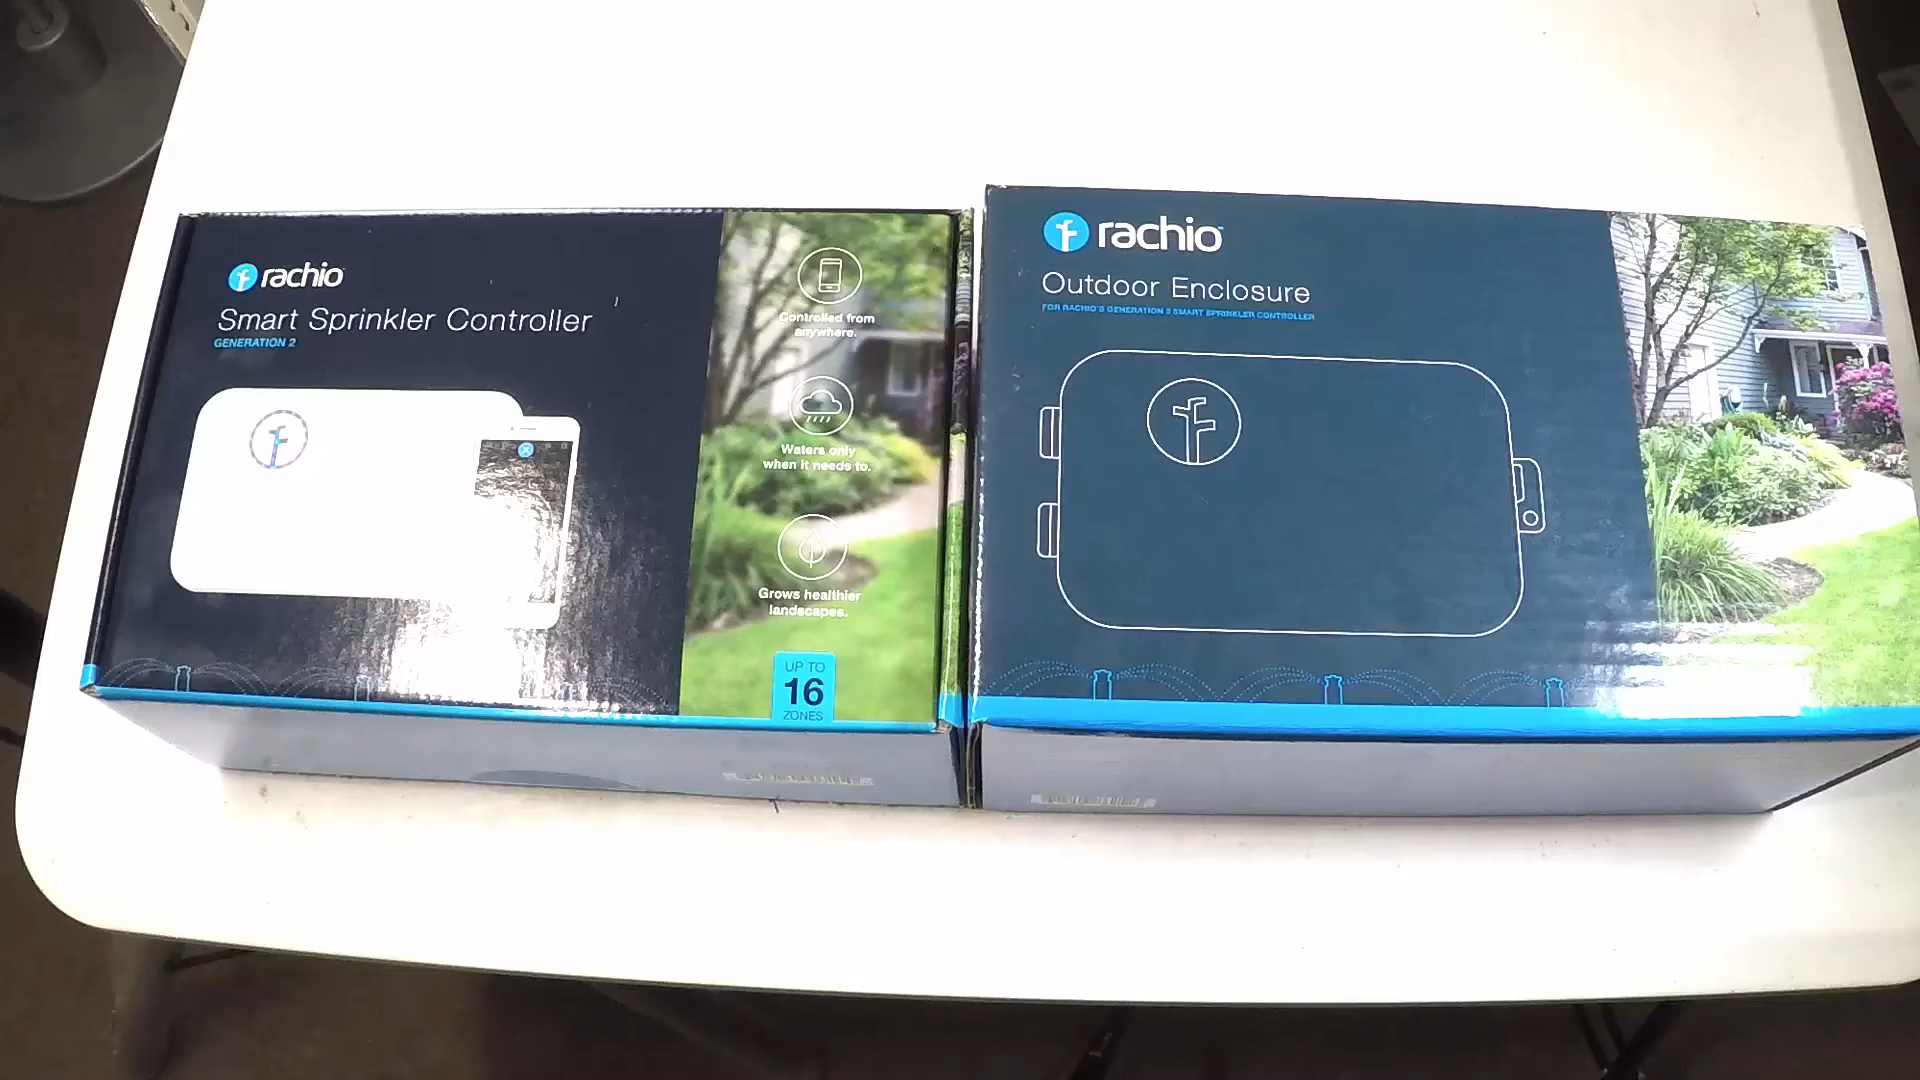 rachio
Smart Sprinkler Controller
GENERATION 2
Controlled from
anywhere.
Waters only
when it needs to.
Grows healthier
landscapes.
UP TO
16
ZONES
rachio
Outdoor Enclosure
FOR RACHIO'S GENERATION 2 SMART SPRINKLER CONTROLLER